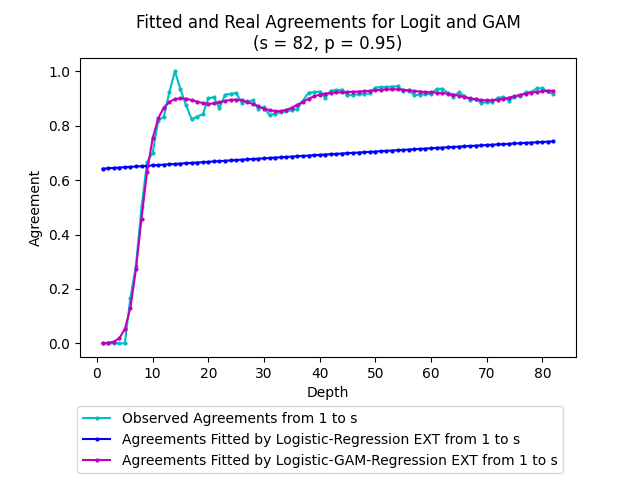 Fitted and Real Agreements for Logit and GAM
(s = 82, p = 0.95)
1.0
0.8
0.6
0.4
0.2
0.0
Agreement
0 10 20 30 40 50 60 70 80
Depth
Observed Agreements from 1 to s
Agreements Fitted by Logistic-Regression EXT from 1 to s
Agreements Fitted by Logistic-GAM-Regression EXT from 1 to s